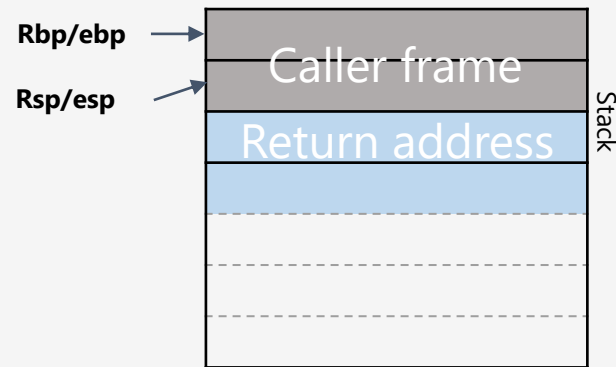 Rbp/ebp
Caller frame
Rsp/esp
Return address
Stack